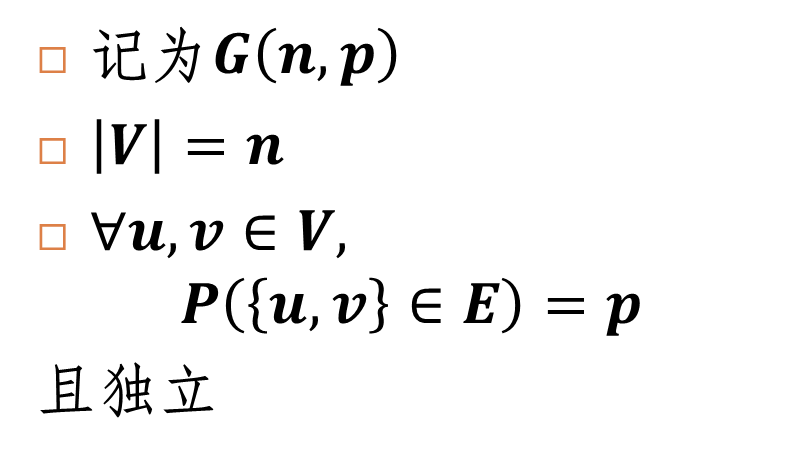 □ 记为G(n,p)
□ |V| = n
□ ∀u,v ∈ V,
P({u,v} ∈ E) = p
且独立